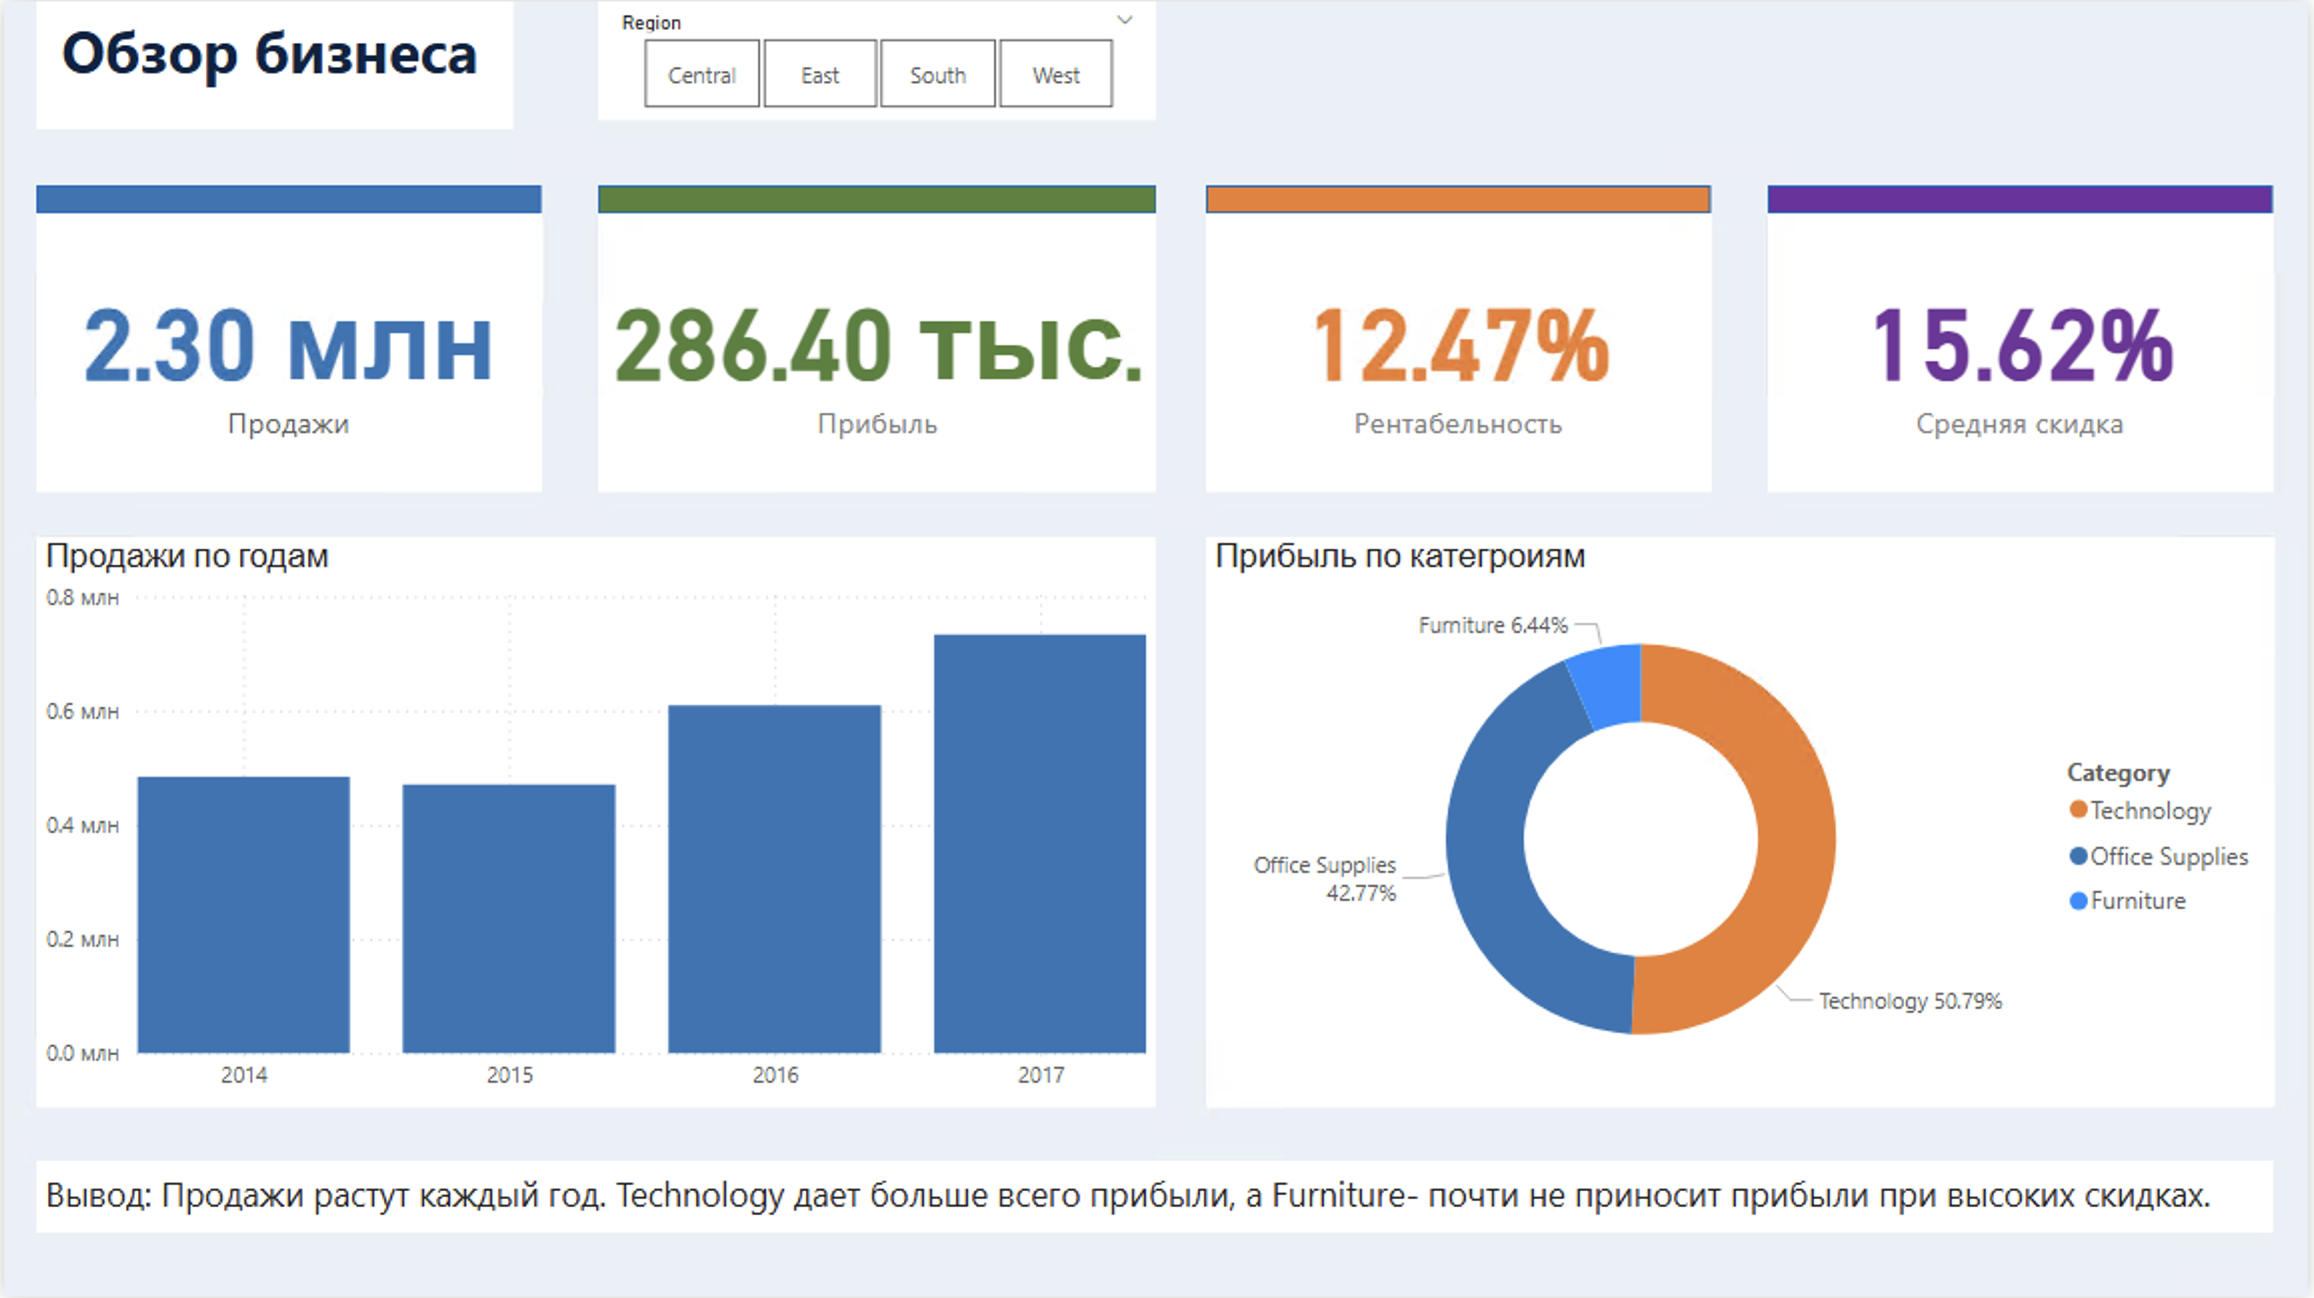 Обзор бизнеса
Region
Central
East
South
West
2.30 млн
Продажи
286.40 тыс.
Прибыль
12.47%
Рентабельность
15.62%
Средняя скидка
Продажи по годам
0.8 млн
0.6 млн
0.4 млн
0.2 млн
0.0 млн
2014
2015
2016
2017
Прибыль по категроиям
Furniture 6.44%
Office Supplies
42.77%
Technology 50.79%
Category
Technology
Office Supplies
Furniture
Вывод: Продажи растут каждый год. Technology дает больше всего прибыли, а Furniture- почти не приносит прибыли при высоких скидках.